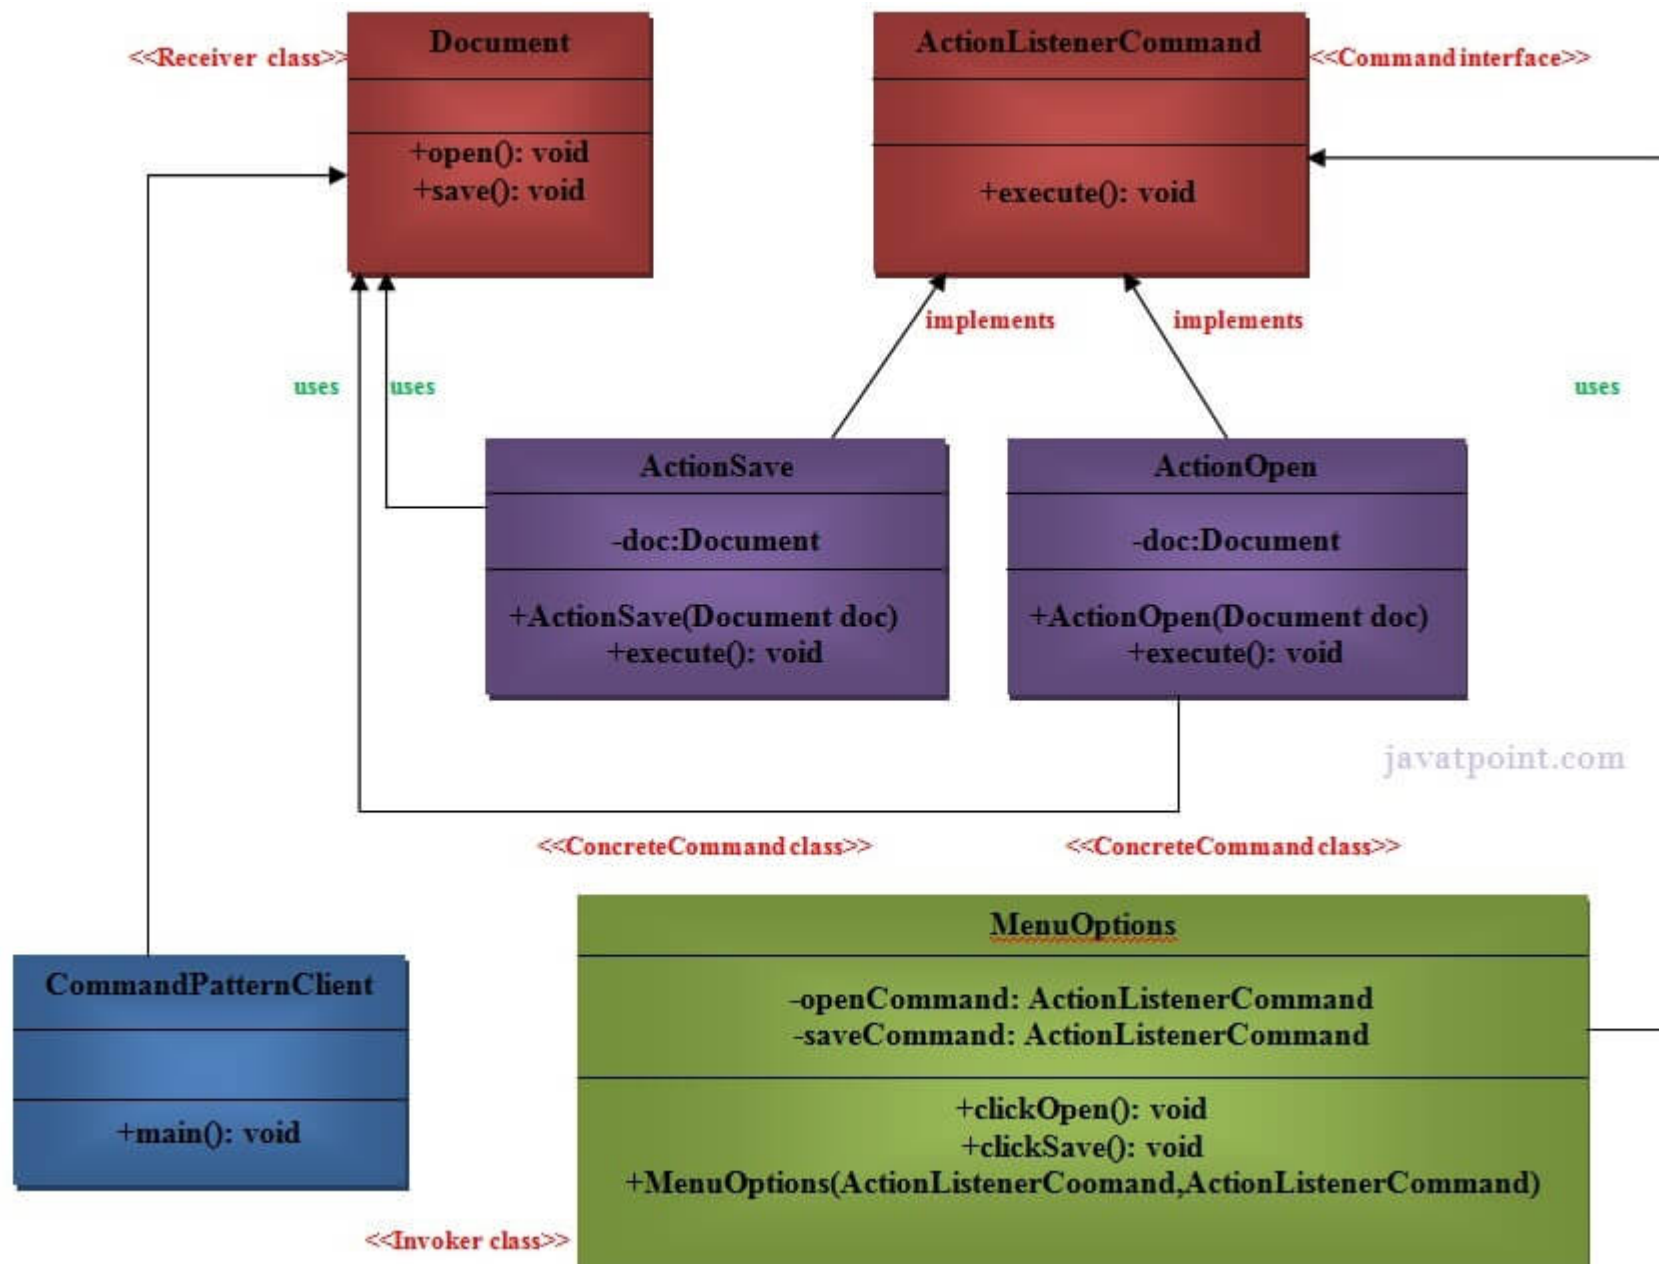 <<Receiver class>>
Document
+open(): void
+save(): void
ActionListenerCommand
+execute(): void
<<Command interface>>
implements
implements
uses
uses
uses
ActionSave
-doc:Document
+ActionSave(Document doc)
+execute(): void
ActionOpen
-doc:Document
+ActionOpen(Document doc)
+execute(): void
javatpoint.com
<<ConcreteCommand class>>
<<ConcreteCommand class>>
CommandPatternClient
+main(): void
MenuOptions
-openCommand: ActionListenerCommand
-saveCommand: ActionListenerCommand
+clickOpen(): void
+clickSave(): void
+MenuOptions(ActionListenerCoomand,ActionListenerCommand)
<<Invoker class>>